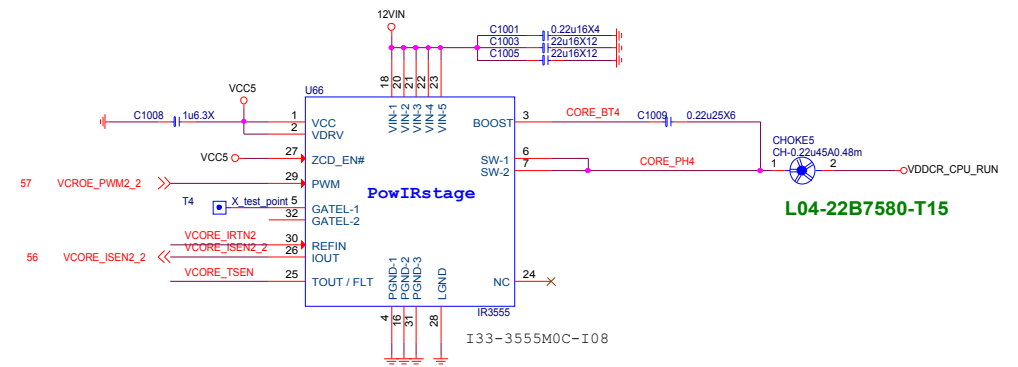 12VIN
C1001 0.22u16X4
C1003 22u16X12
C1005 22u16X12
18 20 21 22 23
VCC5
U66
VIN-1 VIN-2 VIN-3 VIN-4 VIN-5
C1008 1u6.3X
1 VCC
2 VDRV
BOOST 3 CORE_BT4 C1009 0.22u25X6
VCC5 27 ZCD_EN#
SW-1 6
SW-2 7 CORE_PH4
CHOKE5
CH-0.22u45A0.48m
1 2 VDDCR_CPU_RUN
57 VCROE_PWM2_2 29 PWM
PowIRstage
L04-22B7580-T15
T4 X_test_point 5 GATEL-1
32 GATEL-2
VCORE_IRTN2 30 REFIN
56 VCORE_ISEN2_2 VCORE_ISEN2_2 26 IOUT
VCORE_TSEN 25 TOUT / FLT
NC 24
PGND-1 PGND-2 PGND-3 LGND
4 16 31 28
IR3555
I33-3555M0C-I08